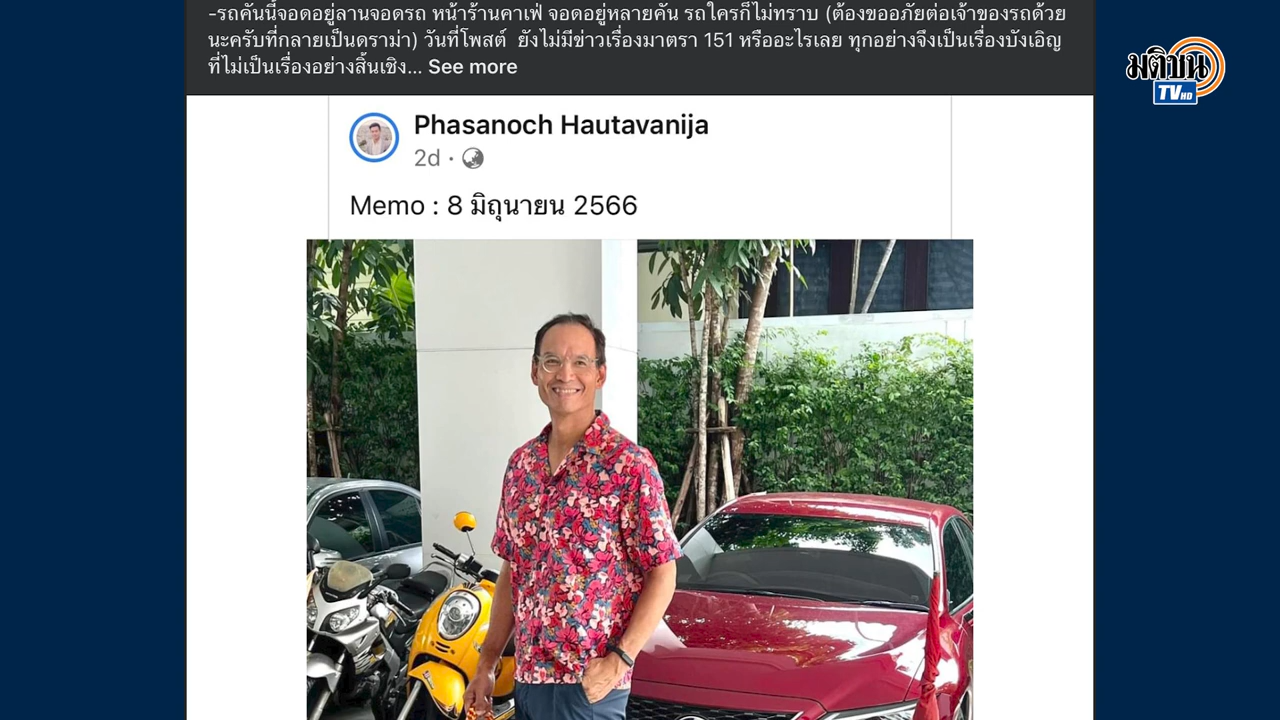 -รถคันนี้จอดอยู่ลานจอดรถ หน้าร้านคาเฟ่ จอดอยู่หลายคัน รถใครก็ไม่ทราบ (ต้องขออภัยต่อเจ้าของรถด้วย
นะครับที่กลายเป็นดราม่า) วันที่โพสต์ ยังไม่มีข่าวเรื่องมาตรา 151 หรืออะไรเลย ทุกอย่างจึงเป็นเรื่องบังเอิญ
ที่ไม่เป็นเรื่องอย่างสิ้นเชิง... See more
มติชน
TV HD
Phasanoch Hautavanija
2d ·
Memo : 8 มิถุนายน 2566